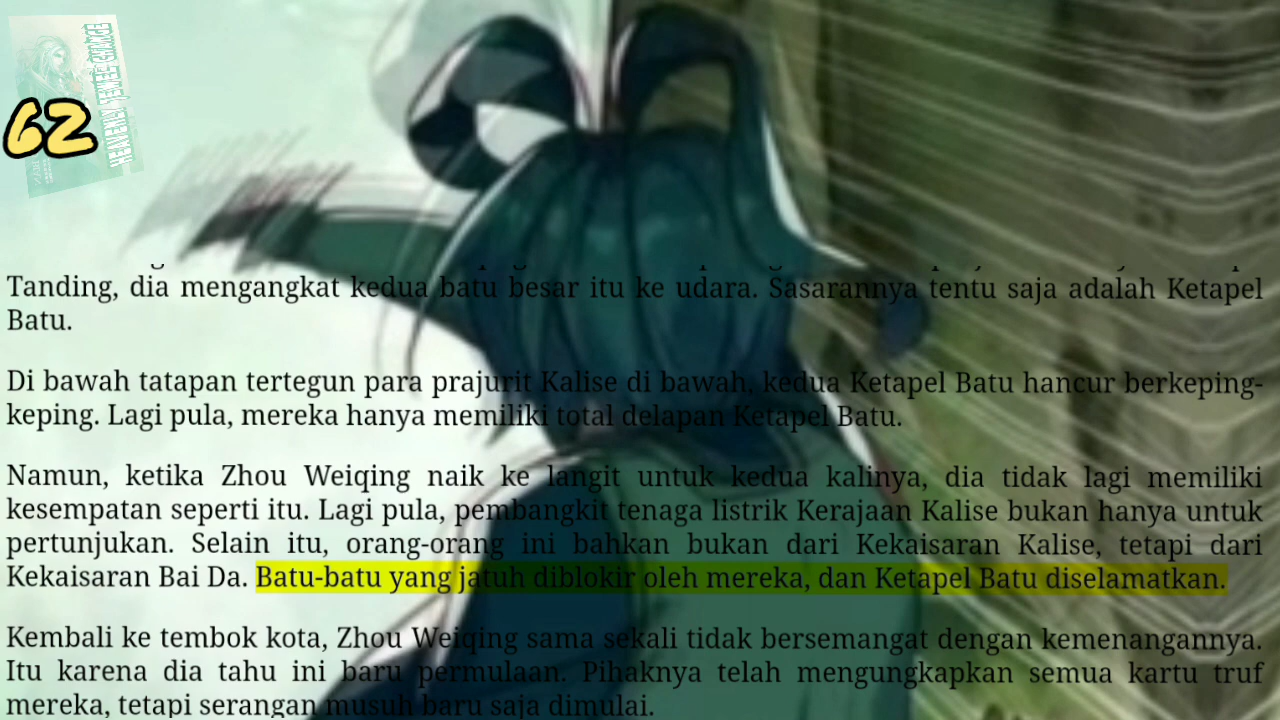 HEAVENLY JEWEL CHANGE
62
Tanding, dia mengangkat kedua batu besar itu ke udara. Sasarannya tentu saja adalah Ketapel
Batu.
Di bawah tatapan tertegun para prajurit Kalise di bawah, kedua Ketapel Batu hancur berkeping-
keping. Lagi pula, mereka hanya memiliki total delapan Ketapel Batu.
Namun, ketika Zhou Weiqing naik ke langit untuk kedua kalinya, dia tidak lagi memiliki
kesempatan seperti itu. Lagi pula, pembangkit tenaga listrik Kerajaan Kalise bukan hanya untuk
pertunjukan. Selain itu, orang-orang ini bahkan bukan dari Kekaisaran Kalise, tetapi dari
Kekaisaran Bai Da. Batu-batu yang jatuh diblokir oleh mereka, dan Ketapel Batu diselamatkan.
Kembali ke tembok kota, Zhou Weiqing sama sekali tidak bersemangat dengan kemenangannya.
Itu karena dia tahu ini baru permulaan. Pihaknya telah mengungkapkan semua kartu truf
mereka, tetapi serangan musuh baru saja dimulai.